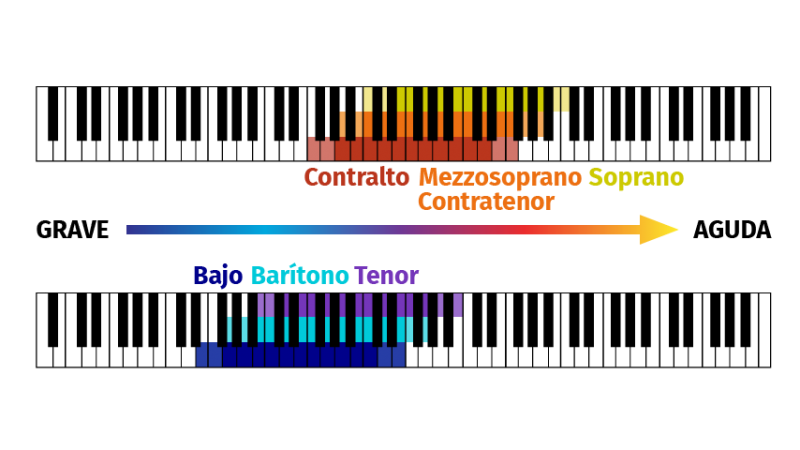 Contralto Mezzosoprano Soprano
Contratenor
GRAVE AGUDA
Bajo Barítono Tenor